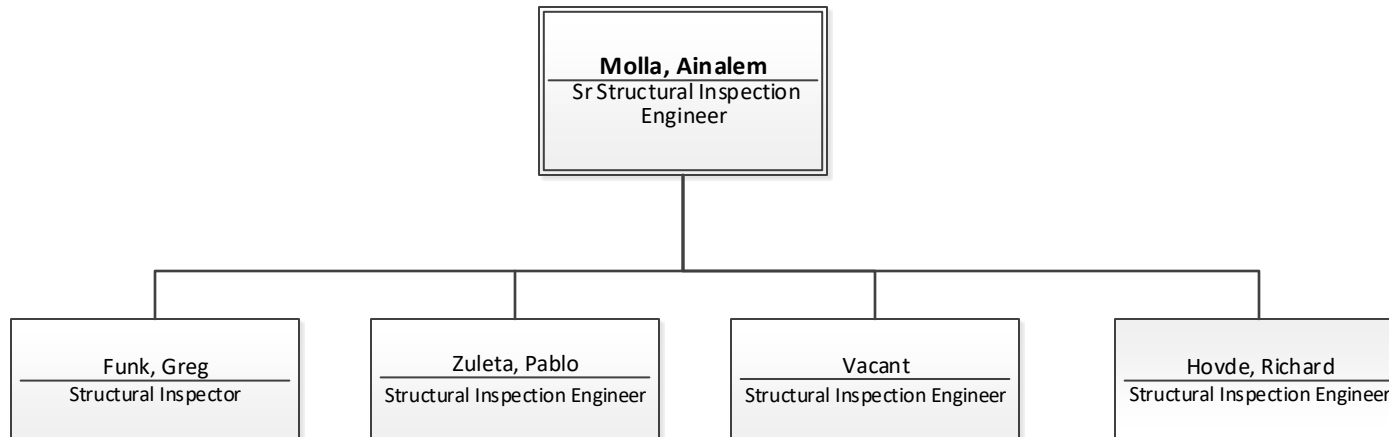 Molla, Ainalem
Sr Structural Inspection
Engineer
Funk, Greg
Structural Inspector
Zuleta, Pablo
Structural Inspection Engineer
Vacant
Structural Inspection Engineer
Hovde, Richard
Structural Inspection Engineer